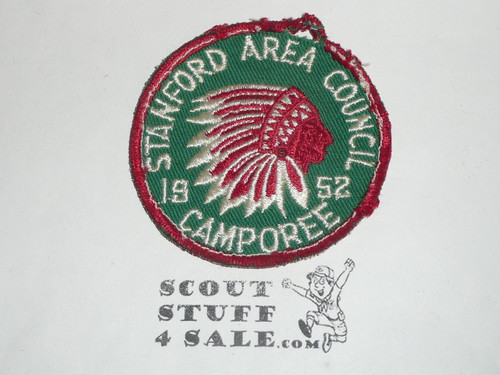 STANFORD AREA COUNCIL
19 52
CAMPOREE
SCOUT
STUFF
4 SALE.COM